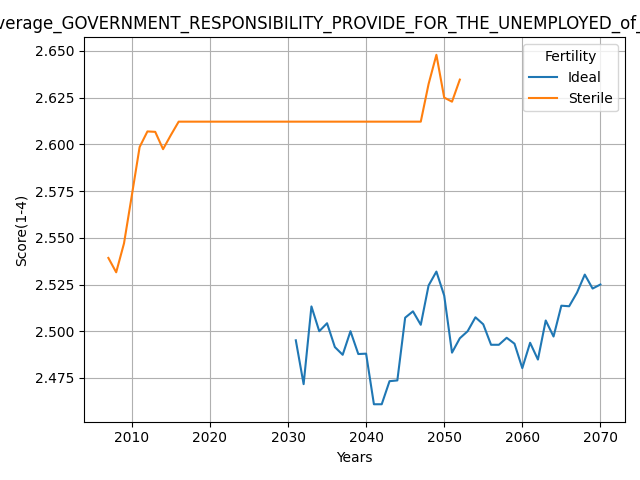 verage_GOVERNMENT_RESPONSIBILITY_PROVIDE_FOR_THE_UNEMPLOYED_of_
Fertility
Ideal
Sterile
2.650
2.625
2.600
2.575
2.550
2.525
2.500
2.475
Score(1-4)
2010 2020 2030 2040 2050 2060 2070
Years